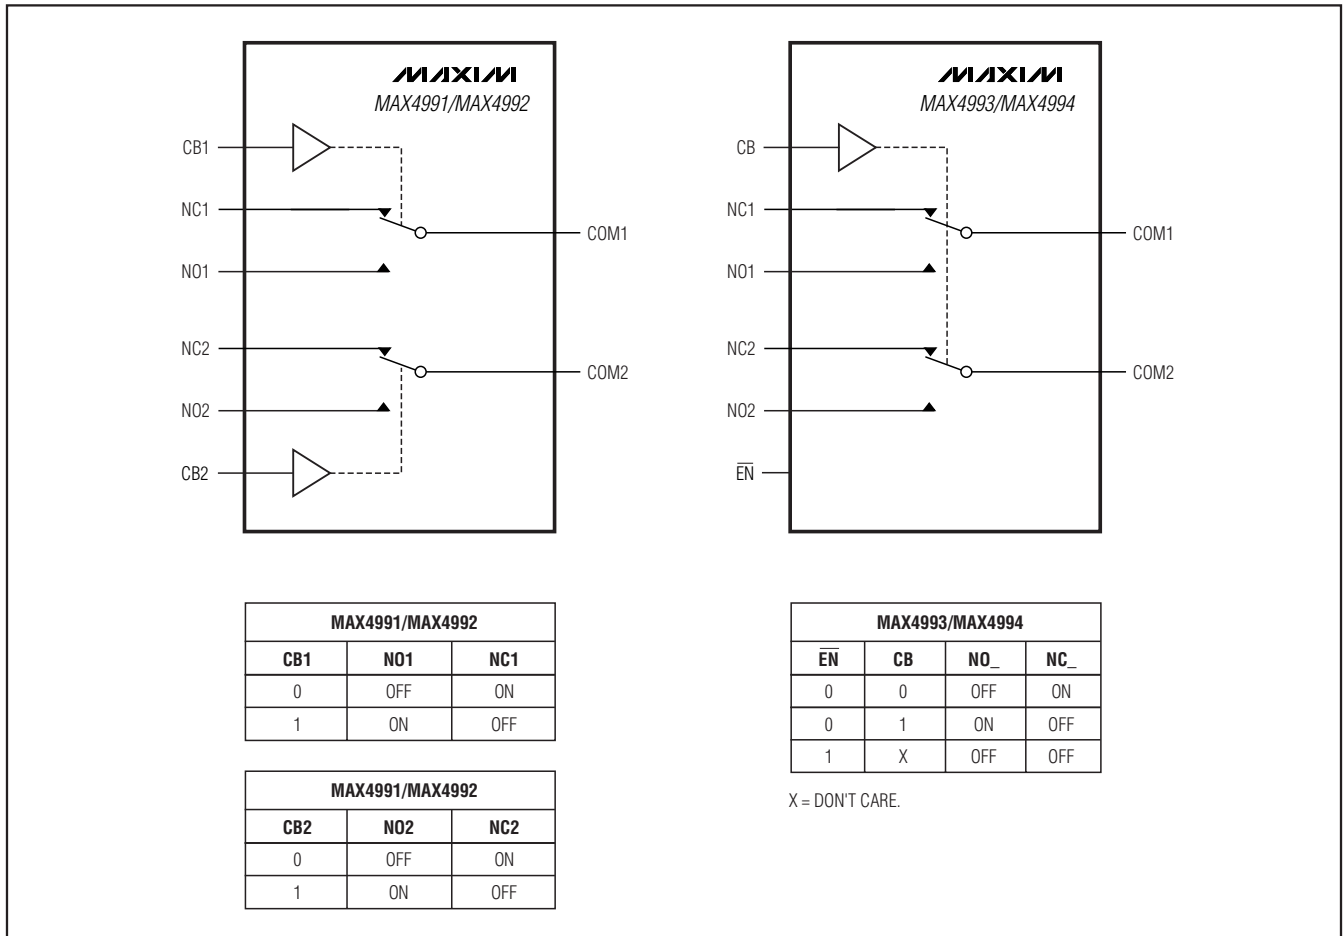 MAXIM
MAX4991/MAX4992
CB1
NC1
COM1
NO1
NC2
COM2
NO2
CB2
MAXIM
MAX4993/MAX4994
CB
NC1
COM1
NO1
NC2
COM2
NO2
E̅N̅
MAX4991/MAX4992
CB1 NO1 NC1
0 OFF ON
1 ON OFF
MAX4991/MAX4992
CB2 NO2 NC2
0 OFF ON
1 ON OFF
MAX4993/MAX4994
E̅N̅ CB NO_ NC_
0 0 OFF ON
0 1 ON OFF
1 X OFF OFF
X = DON'T CARE.